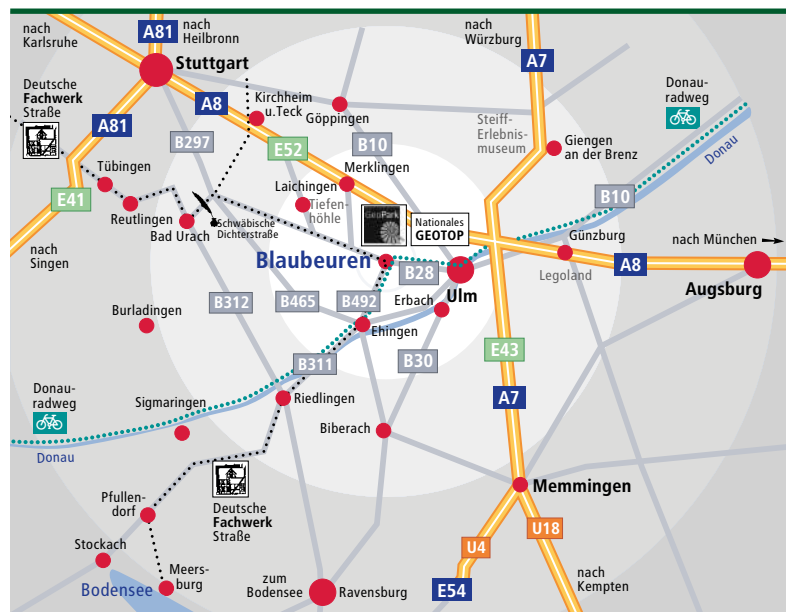 nach
Karlsruhe
A81
nach
Heilbronn
nach
Würzburg
A7
Stuttgart
Deutsche
Fachwerk
Straße
A81
A8
Kirchheim
u.Teck
Göppingen
Donau-
radweg
Steiff-
Erlebnis-
museum
Giengen
an der Brenz
Donau
B297
E52
B10
Merklingen
Tübingen
Laichingen
Tiefen-
höhle
B10
E41
Reutlingen
Bad Urach
Schwäbische
Dichterstraße
GeoPark
Nationales
GEOTOP
Günzburg
nach München
nach
Singen
Blaubeuren
B28
Ulm
Legoland
A8
Augsburg
B312
B465
B492
Erbach
Burladingen
Ehingen
B311
B30
E43
Donau-
radweg
Sigmaringen
Riedlingen
A7
Biberach
Donau
Memmingen
Pfullen-
dorf
Deutsche
Fachwerk
Straße
U18
U4
Stockach
Meers-
burg
Bodensee
zum
Bodensee
Ravensburg
E54
nach
Kempten